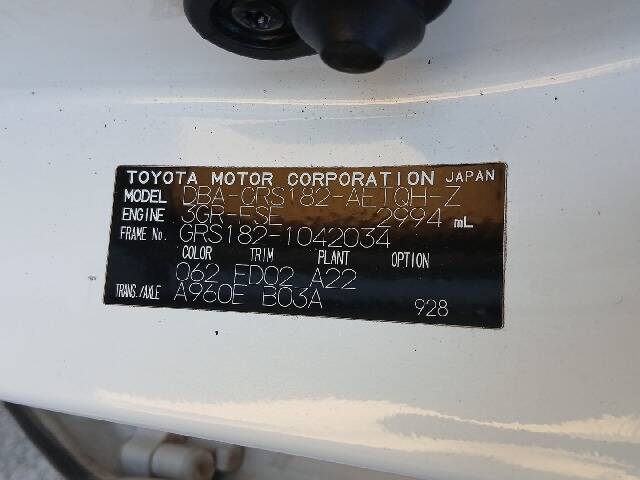 TOYOTA MOTOR CORPORATION JAPAN
MODEL DBA-GRS182-AETQH-Z
ENGINE 3GR-FSE 2994 mL
FRAME No. GRS182-1042034
COLOR TRIM PLANT OPTION
062 FD02 A22
TRANS./AXLE A960E B03A 928